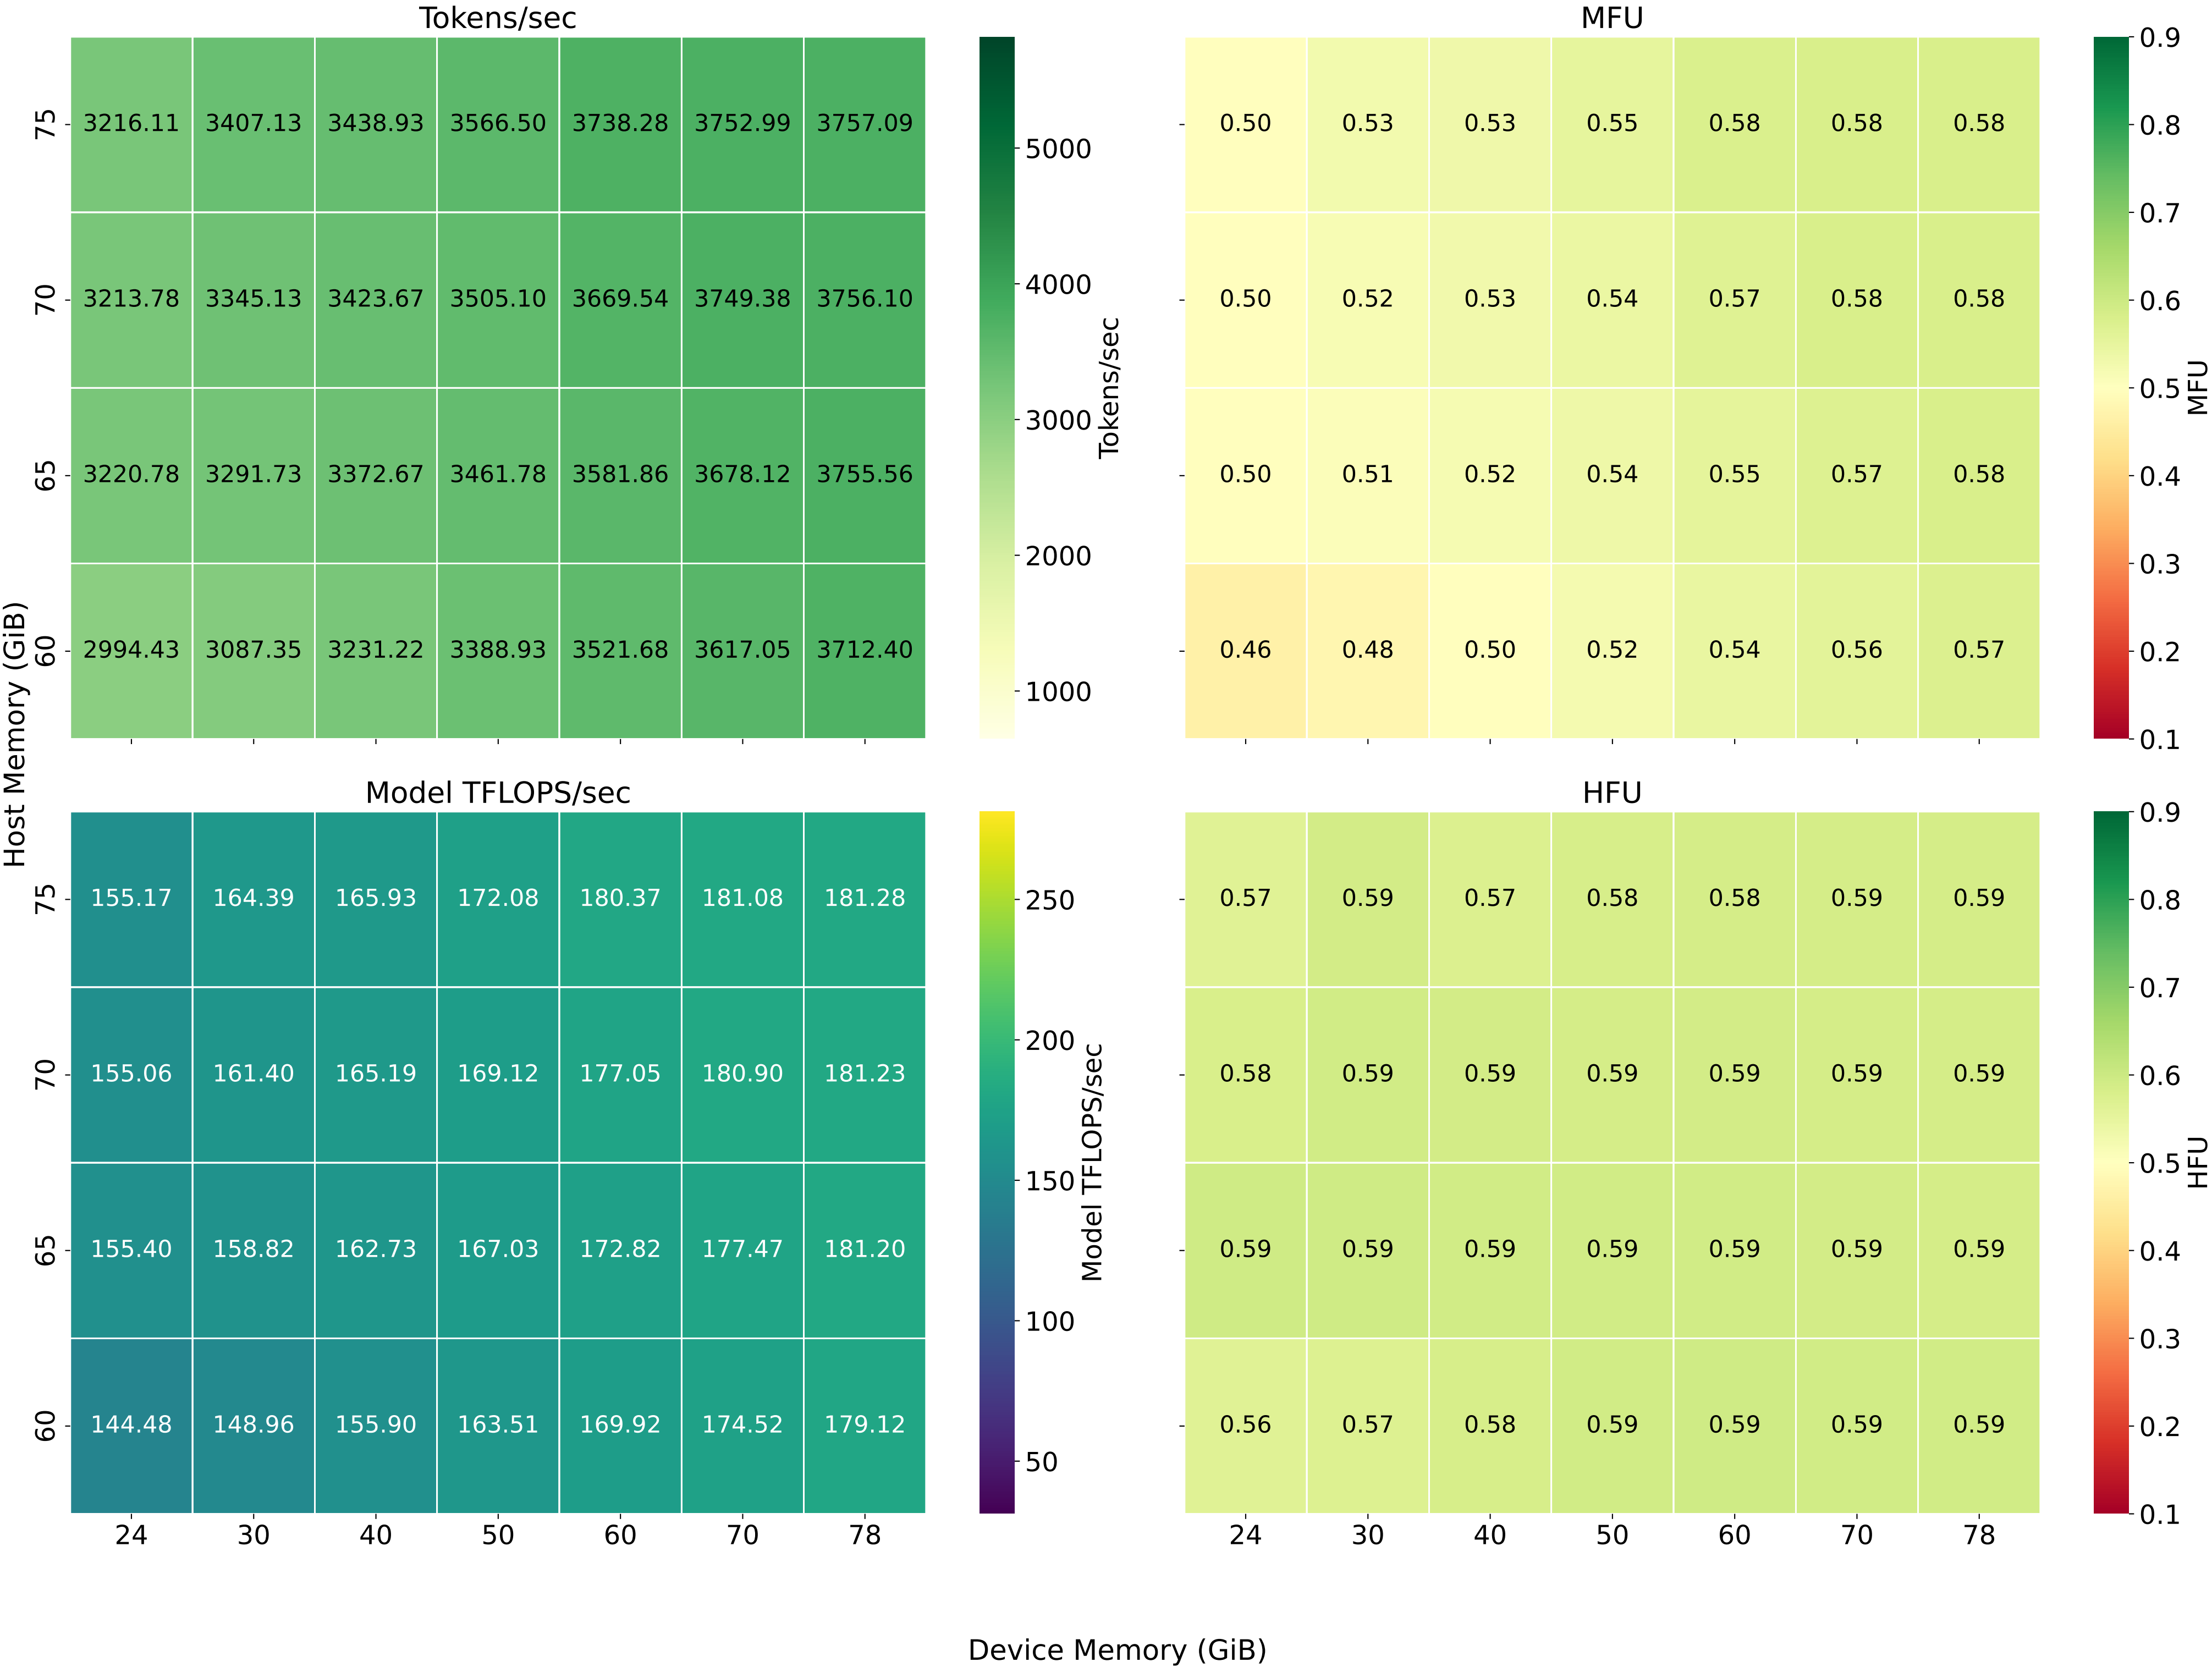 Tokens/sec
75 3216.11 3407.13 3438.93 3566.50 3738.28 3752.99 3757.09
70 3213.78 3345.13 3423.67 3505.10 3669.54 3749.38 3756.10
65 3220.78 3291.73 3372.67 3461.78 3581.86 3678.12 3755.56
60 2994.43 3087.35 3231.22 3388.93 3521.68 3617.05 3712.40
5000
4000
3000
2000
1000
Tokens/sec
MFU
0.50 0.53 0.53 0.55 0.58 0.58 0.58
0.50 0.52 0.53 0.54 0.57 0.58 0.58
0.50 0.51 0.52 0.54 0.55 0.57 0.58
0.46 0.48 0.50 0.52 0.54 0.56 0.57
0.9
0.8
0.7
0.6
0.5
0.4
0.3
0.2
0.1
MFU
Host Memory (GiB)
Model TFLOPS/sec
75 155.17 164.39 165.93 172.08 180.37 181.08 181.28
70 155.06 161.40 165.19 169.12 177.05 180.90 181.23
65 155.40 158.82 162.73 167.03 172.82 177.47 181.20
60 144.48 148.96 155.90 163.51 169.92 174.52 179.12
24 30 40 50 60 70 78
250
200
150
100
50
Model TFLOPS/sec
HFU
0.57 0.59 0.57 0.58 0.58 0.59 0.59
0.58 0.59 0.59 0.59 0.59 0.59 0.59
0.59 0.59 0.59 0.59 0.59 0.59 0.59
0.56 0.57 0.58 0.59 0.59 0.59 0.59
24 30 40 50 60 70 78
0.9
0.8
0.7
0.6
0.5
0.4
0.3
0.2
0.1
HFU
Device Memory (GiB)